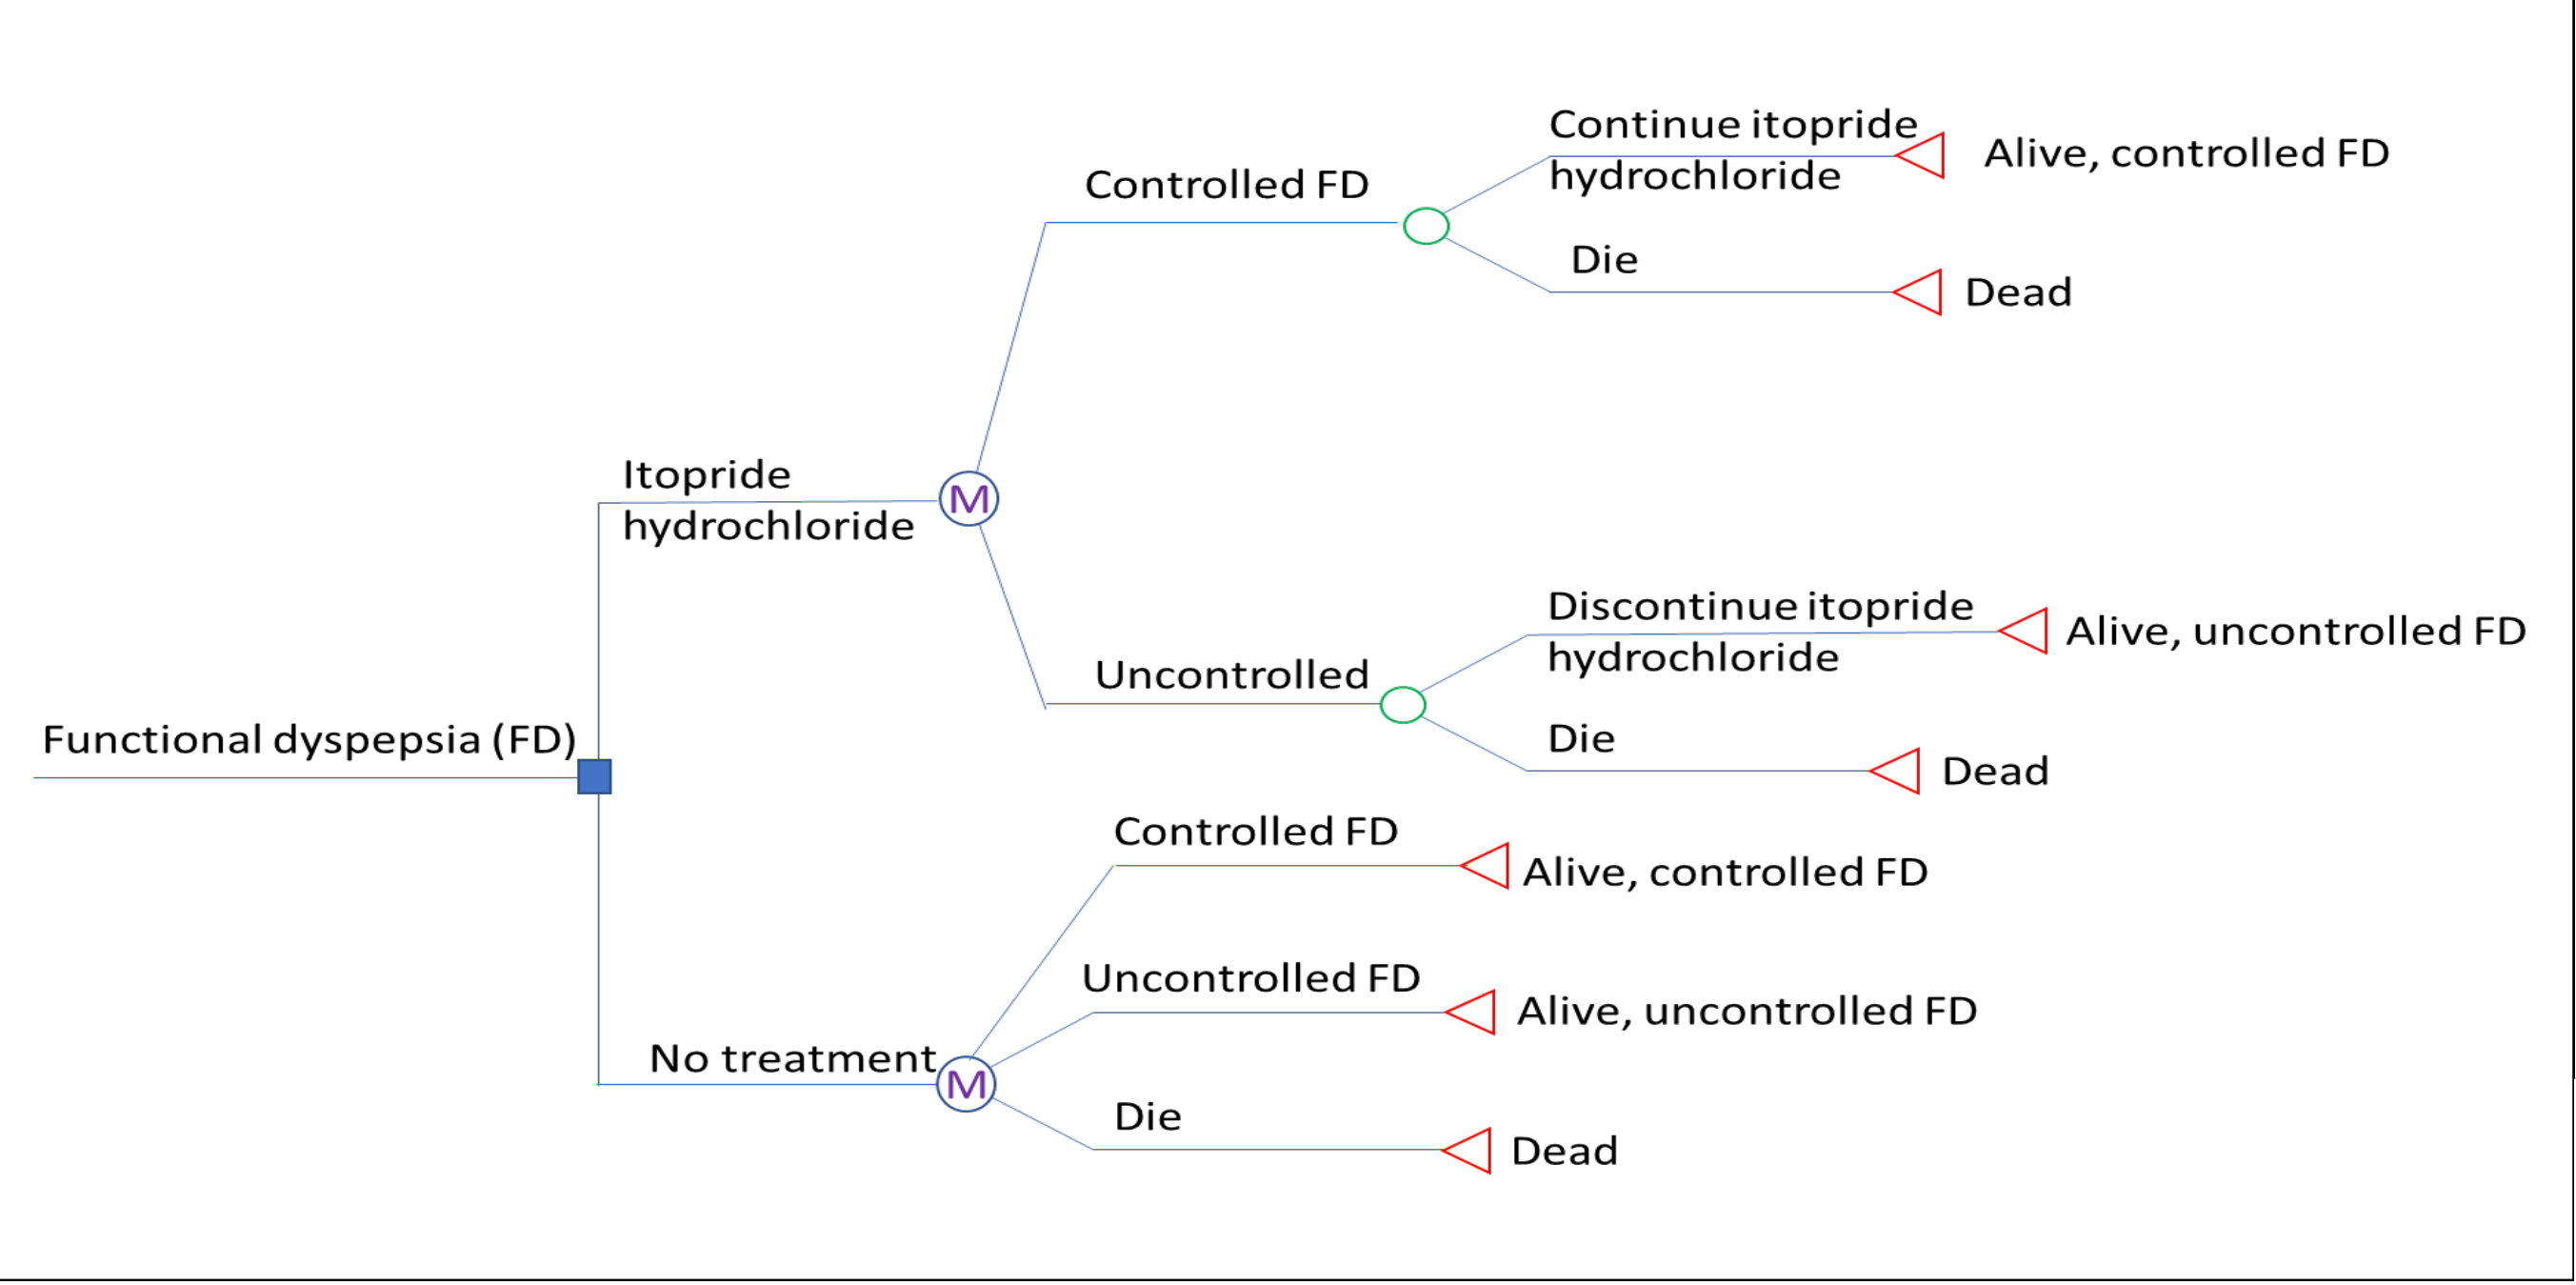 Continue itopride
hydrochloride
Alive, controlled FD
Controlled FD
Die
Dead
Itopride
hydrochloride
M
Discontinue itopride
hydrochloride
Alive, uncontrolled FD
Uncontrolled
Die
Dead
Functional dyspepsia (FD)
Controlled FD
Alive, controlled FD
Uncontrolled FD
Alive, uncontrolled FD
No treatment
M
Die
Dead